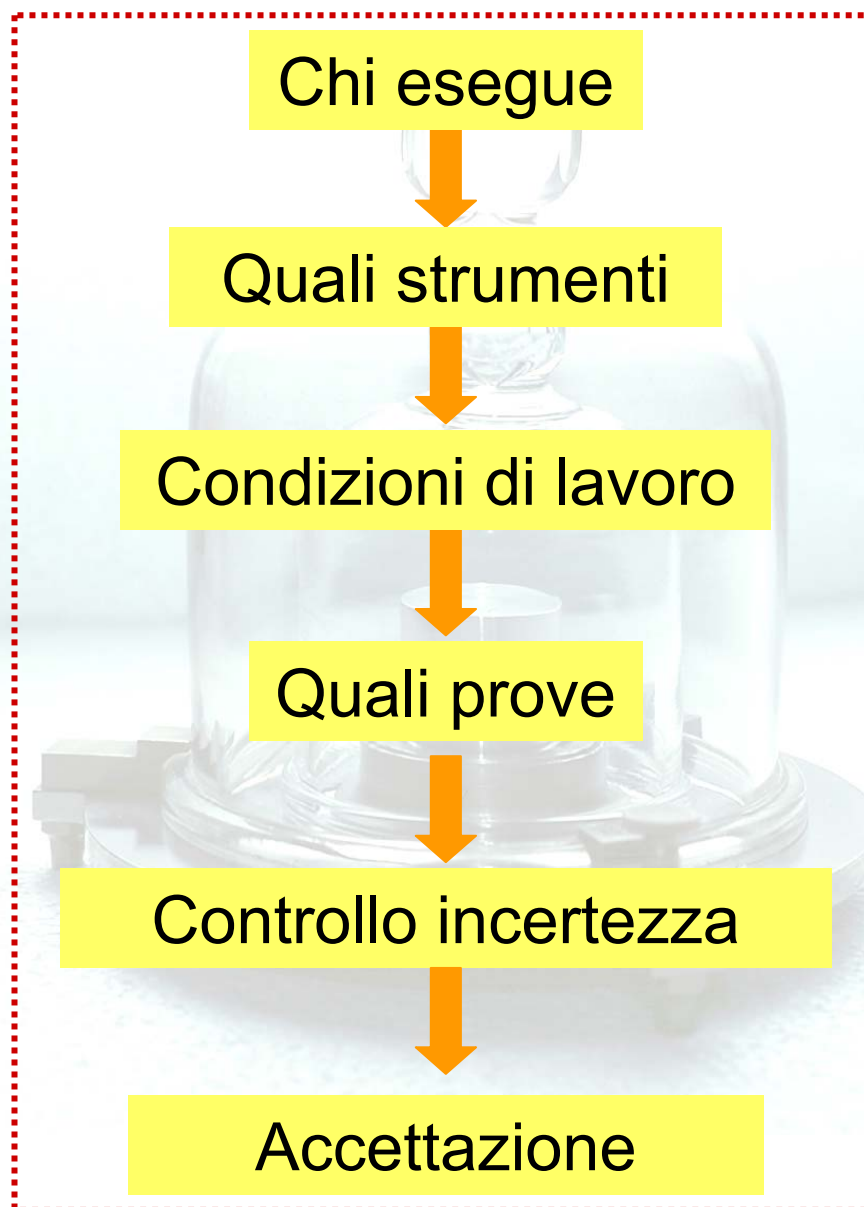 Chi esegue
Quali strumenti
Condizioni di lavoro
Quali prove
Controllo incertezza
Accettazione